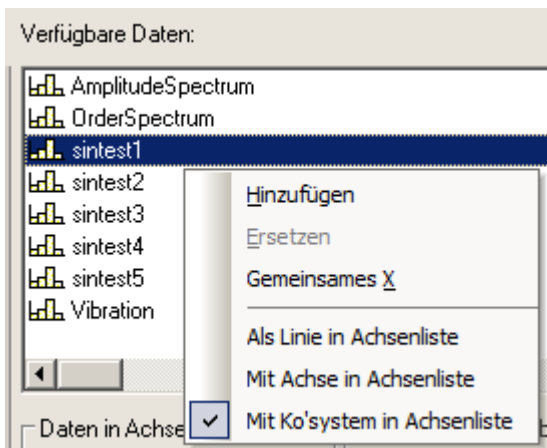 Verfügbare Daten:
AmplitudeSpectrum
OrderSpectrum
sintest1
sintest2
sintest3
sintest4
sintest5
Vibration
Hinzufügen
Ersetzen
Gemeinsames X
Als Linie in Achsenliste
Mit Achse in Achsenliste
Mit Ko'system in Achsenliste
Daten in Achse